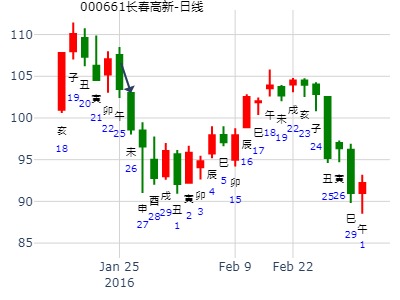 000661长春高新-日线
110
105
100
95
90
85
亥
18
子
19
丑
20
寅
21
卯
22
午
25
未
26
申
27
酉
28
戌
29
丑
1
寅
2
卯
3
辰
4
巳
5
卯
15
辰
16
巳
17
午
18
未
19
戌
22
亥
23
子
24
丑
25
寅
26
巳
29
午
1
Jan 25
2016
Feb 9
Feb 22